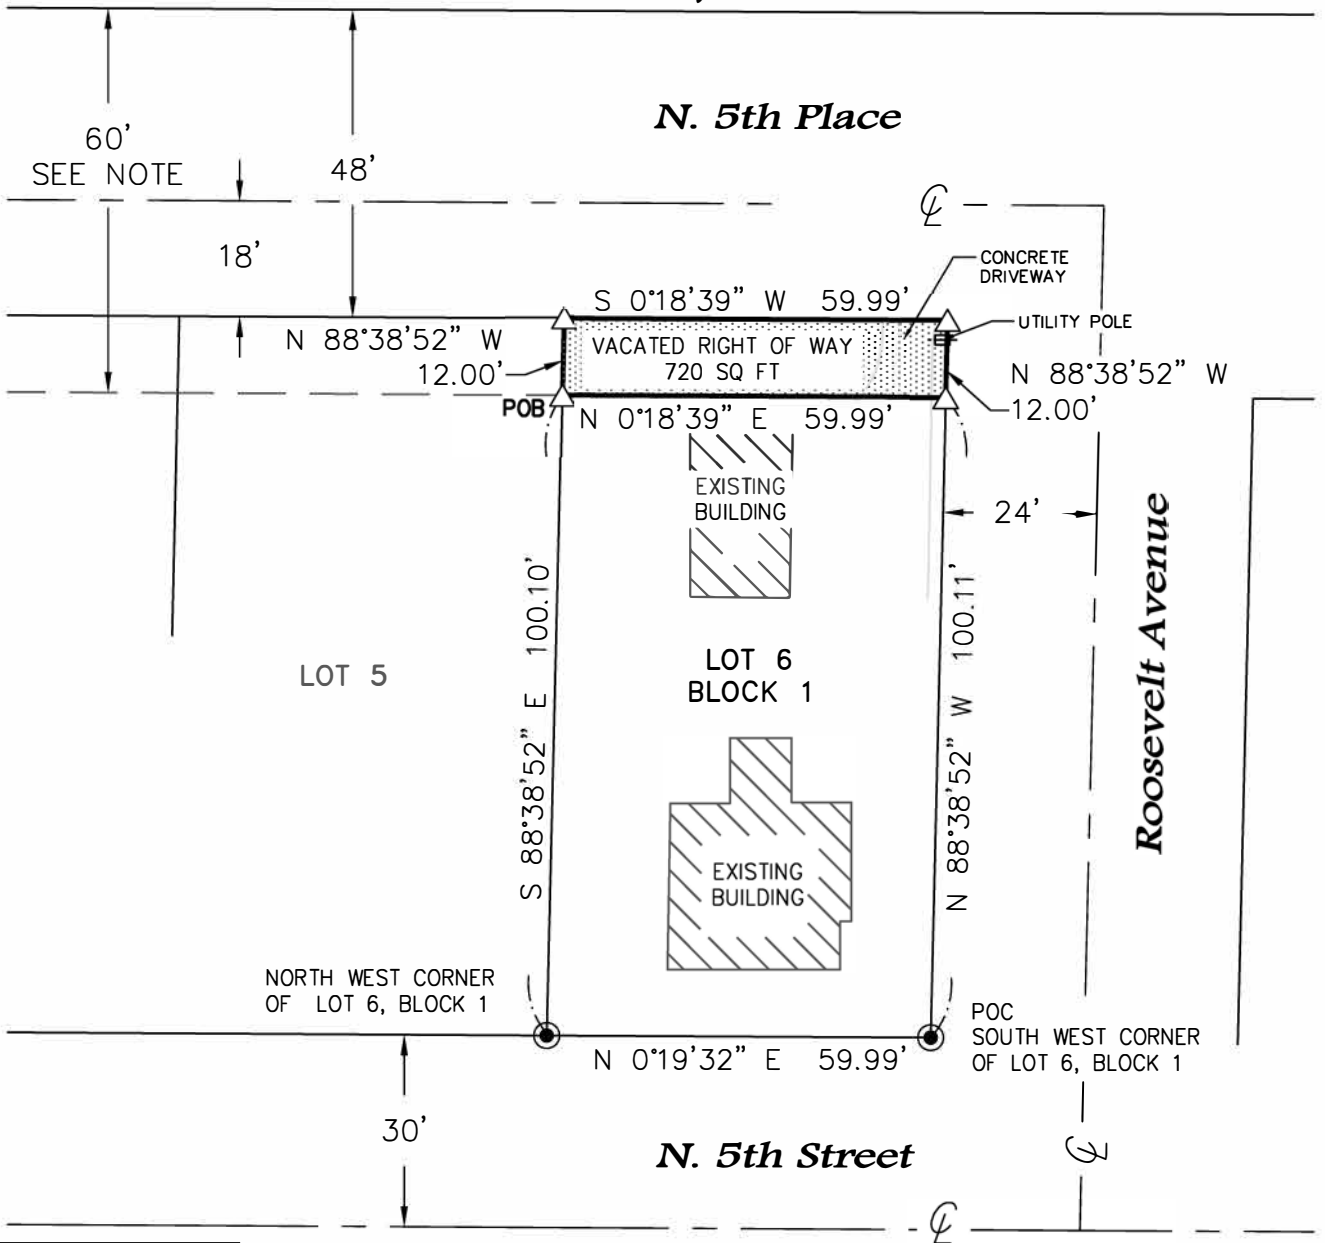 N. 5th Place
60'
SEE NOTE
48'
18'
℄
CONCRETE
DRIVEWAY
S 0°18'39" W 59.99'
UTILITY POLE
N 88°38'52" W
12.00'
VACATED RIGHT OF WAY
720 SQ FT
N 88°38'52" W
12.00'
POB
N 0°18'39" E 59.99'
EXISTING
BUILDING
24'
S 88°38'52" E 100.10'
N 88°38'52" W 100.11'
Roosevelt Avenue
LOT 5
LOT 6
BLOCK 1
EXISTING
BUILDING
NORTH WEST CORNER
OF LOT 6, BLOCK 1
POC
SOUTH WEST CORNER
OF LOT 6, BLOCK 1
N 0°19'32" E 59.99'
30'
N. 5th Street
℄
℄